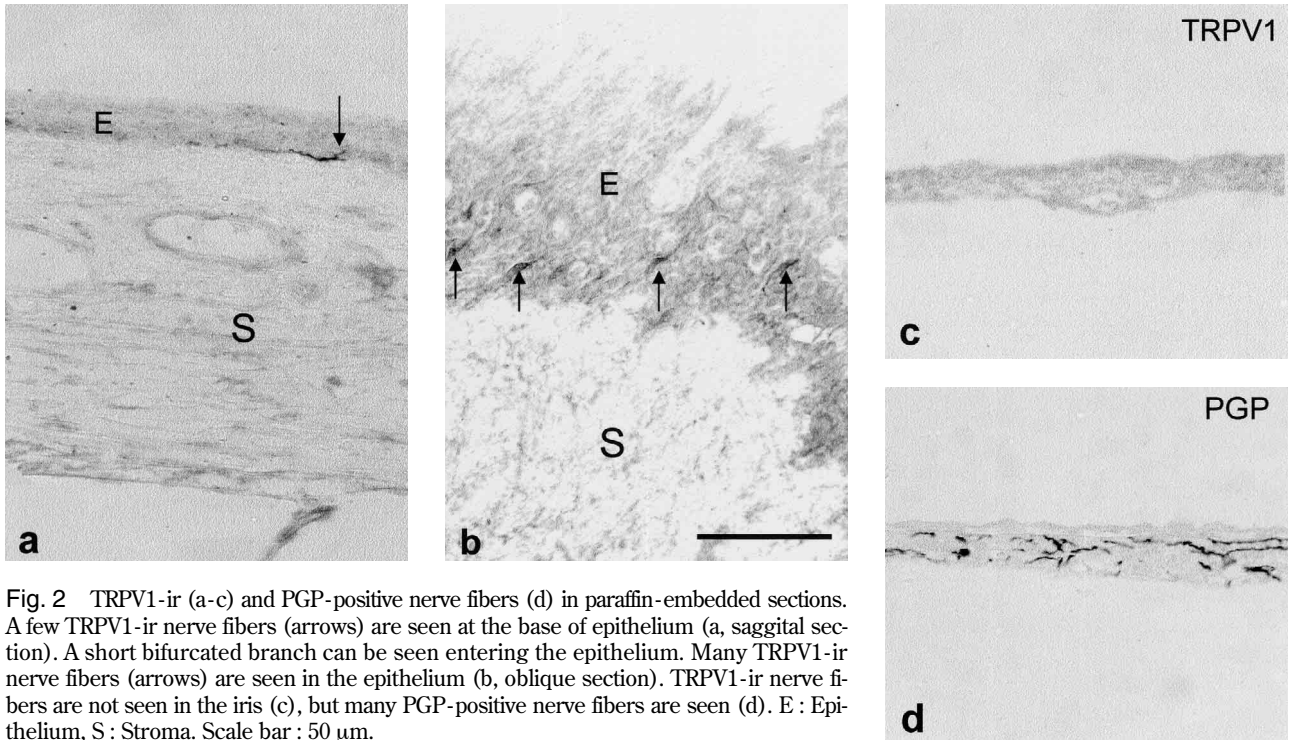 E
S
a
E
S
b
TRPV1
c
PGP
d
Fig. 2 TRPV1-ir (a-c) and PGP-positive nerve fibers (d) in paraffin-embedded sections.
A few TRPV1-ir nerve fibers (arrows) are seen at the base of epithelium (a, saggital sec-
tion). A short bifurcated branch can be seen entering the epithelium. Many TRPV1-ir
nerve fibers (arrows) are seen in the epithelium (b, oblique section). TRPV1-ir nerve fi-
bers are not seen in the iris (c), but many PGP-positive nerve fibers are seen (d). E : Epi-
thelium, S : Stroma. Scale bar : 50 μm.